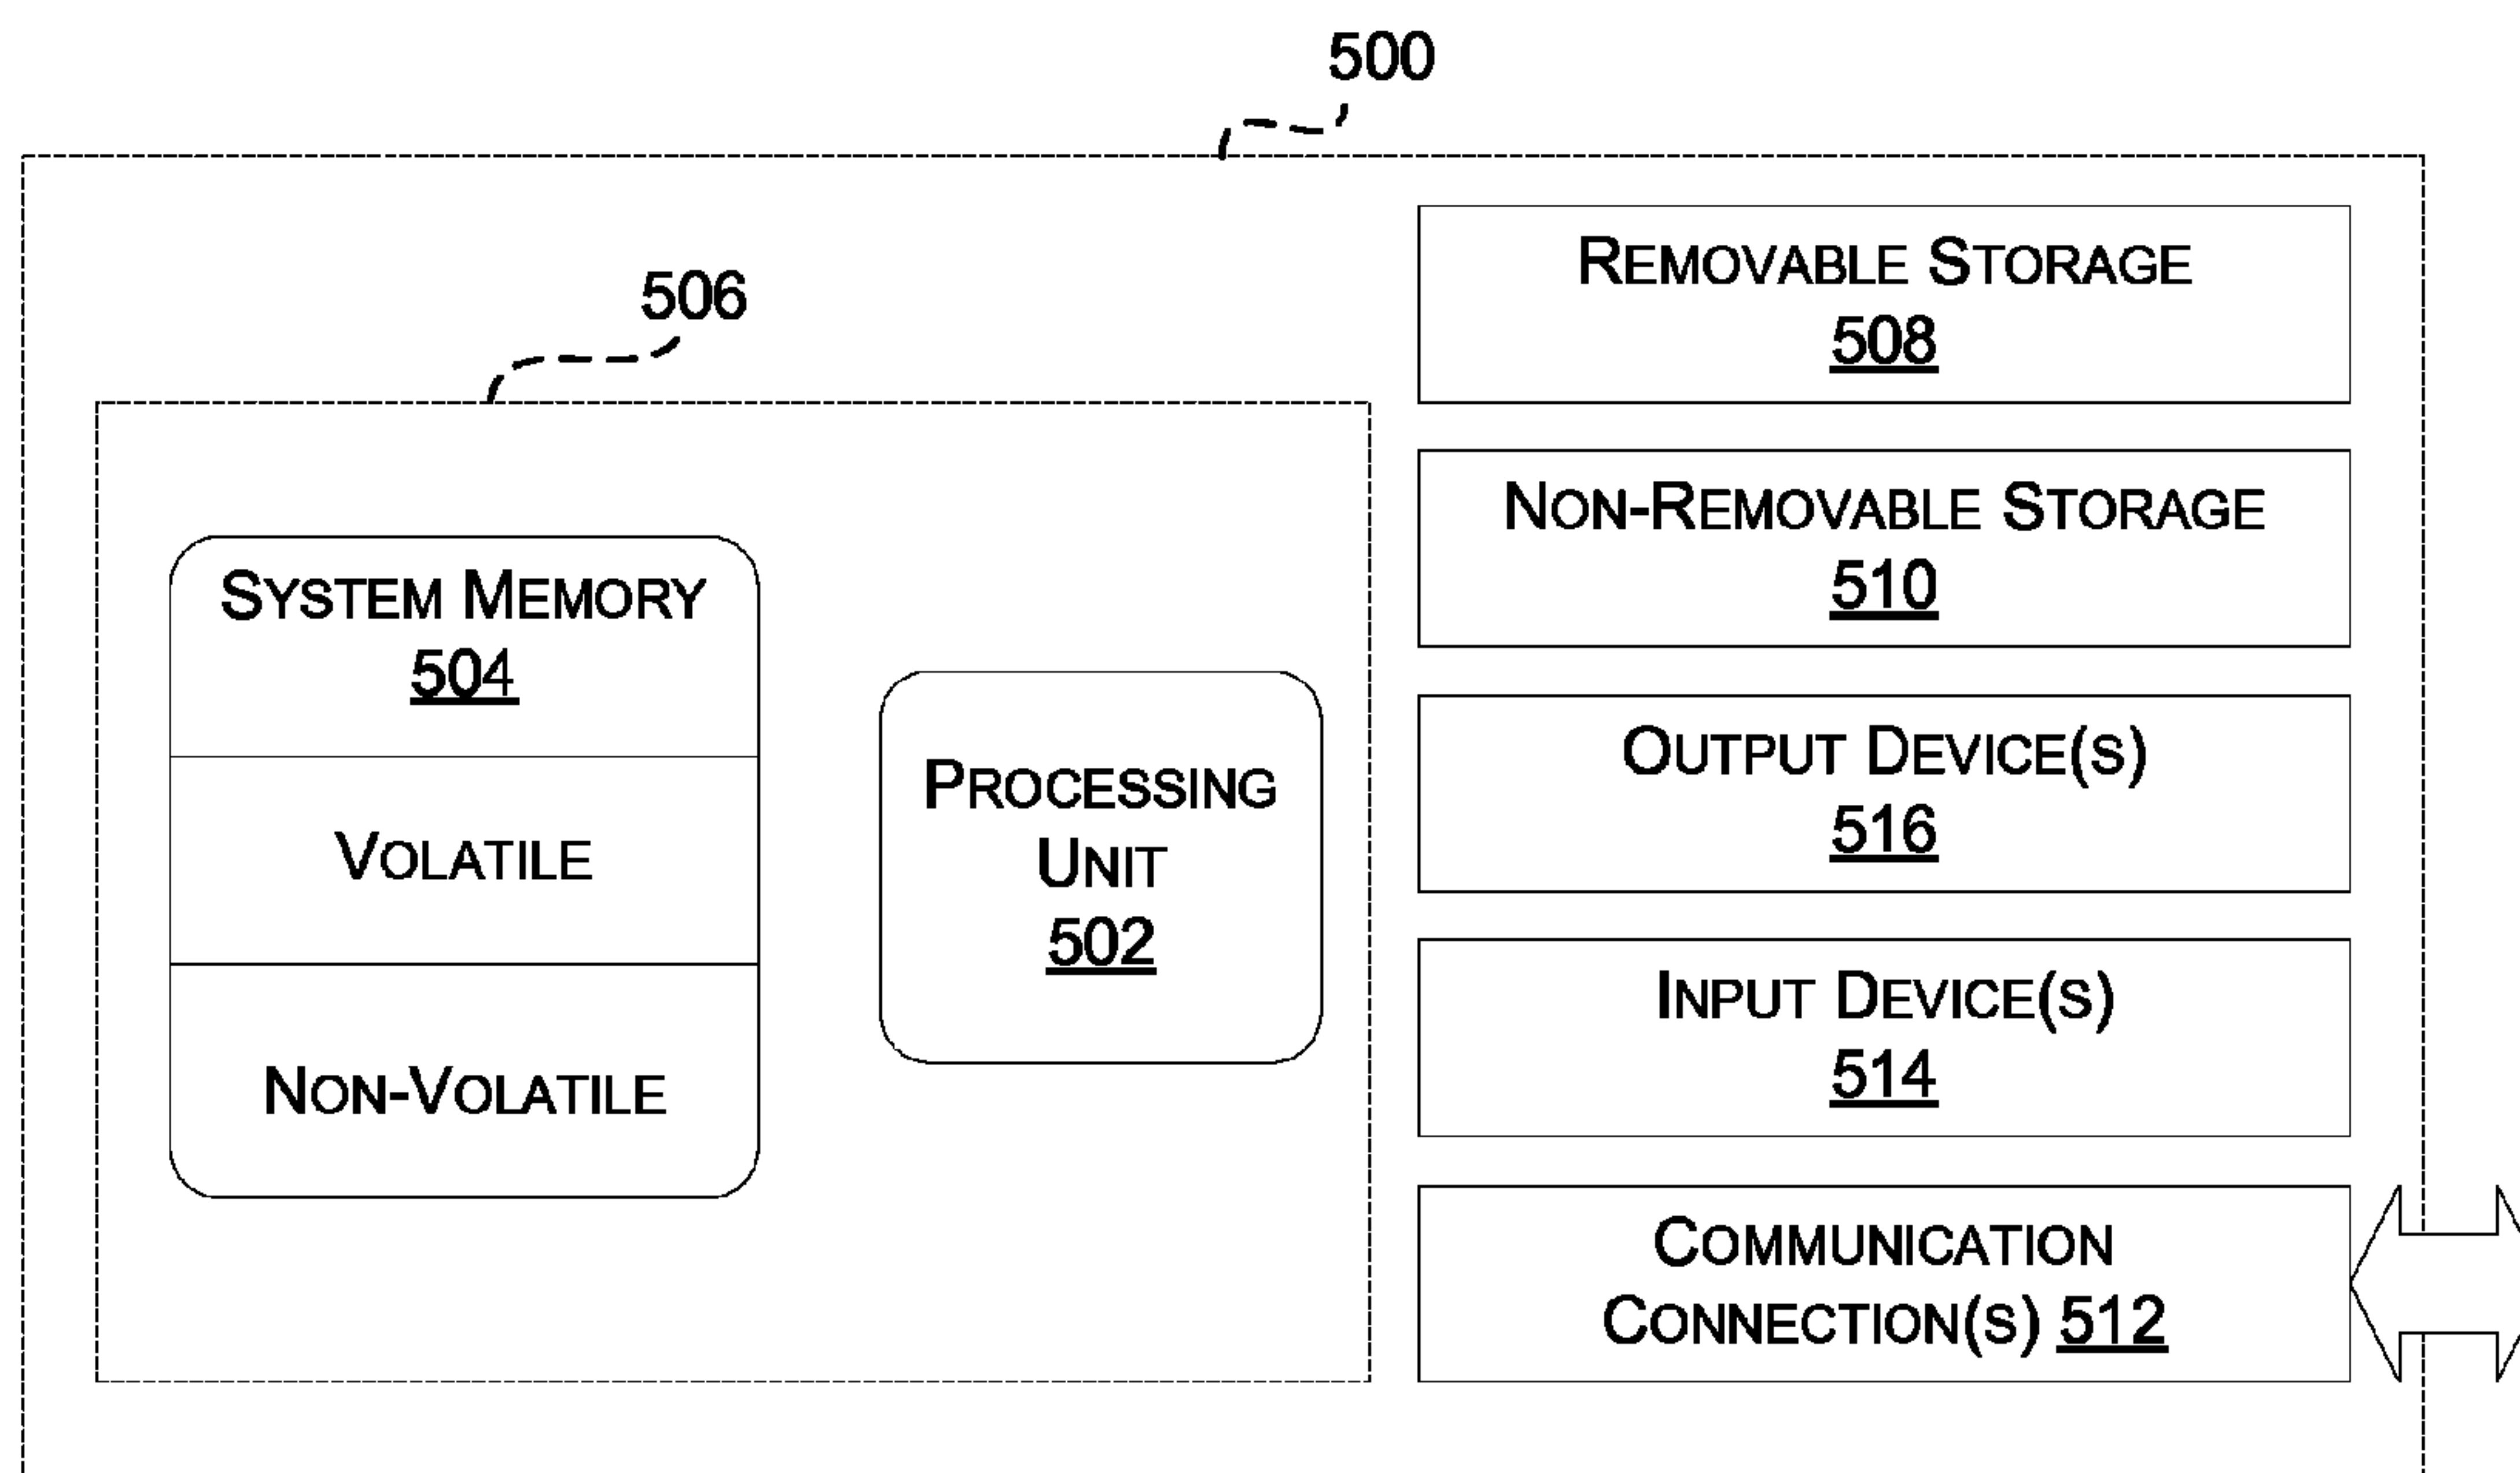 500
506
SYSTEM MEMORY
504
VOLATILE
NON-VOLATILE
PROCESSING
UNIT
502
REMOVABLE STORAGE
508
NON-REMOVABLE STORAGE
510
OUTPUT DEVICE(S)
516
INPUT DEVICE(S)
514
COMMUNICATION
CONNECTION(S) 512